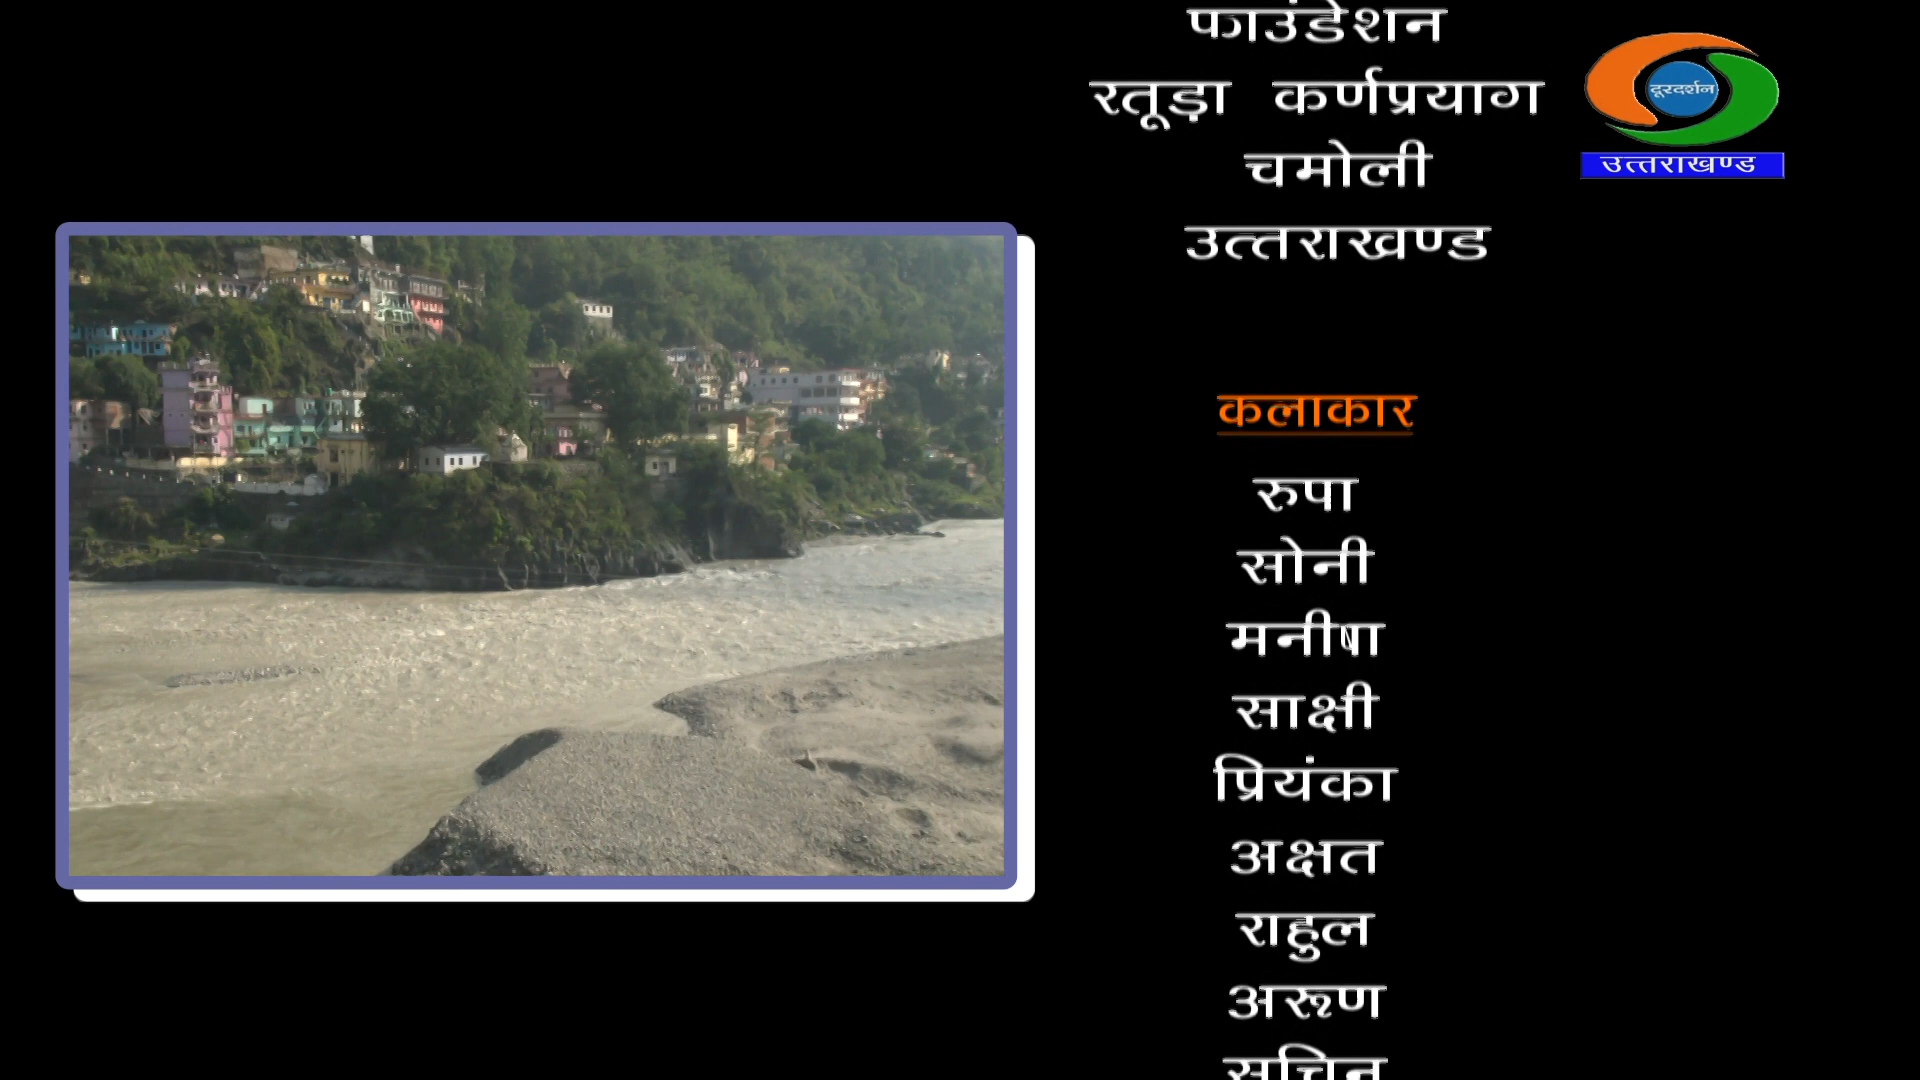 फाउंडेशन
रतूड़ा कर्णप्रयाग
चमोली
उत्तराखण्ड
दूरदर्शन
उत्तराखण्ड
कलाकार
रुपा
सोनी
मनीषा
साक्षी
प्रियंका
अक्षत
राहुल
अरूण
सचिन